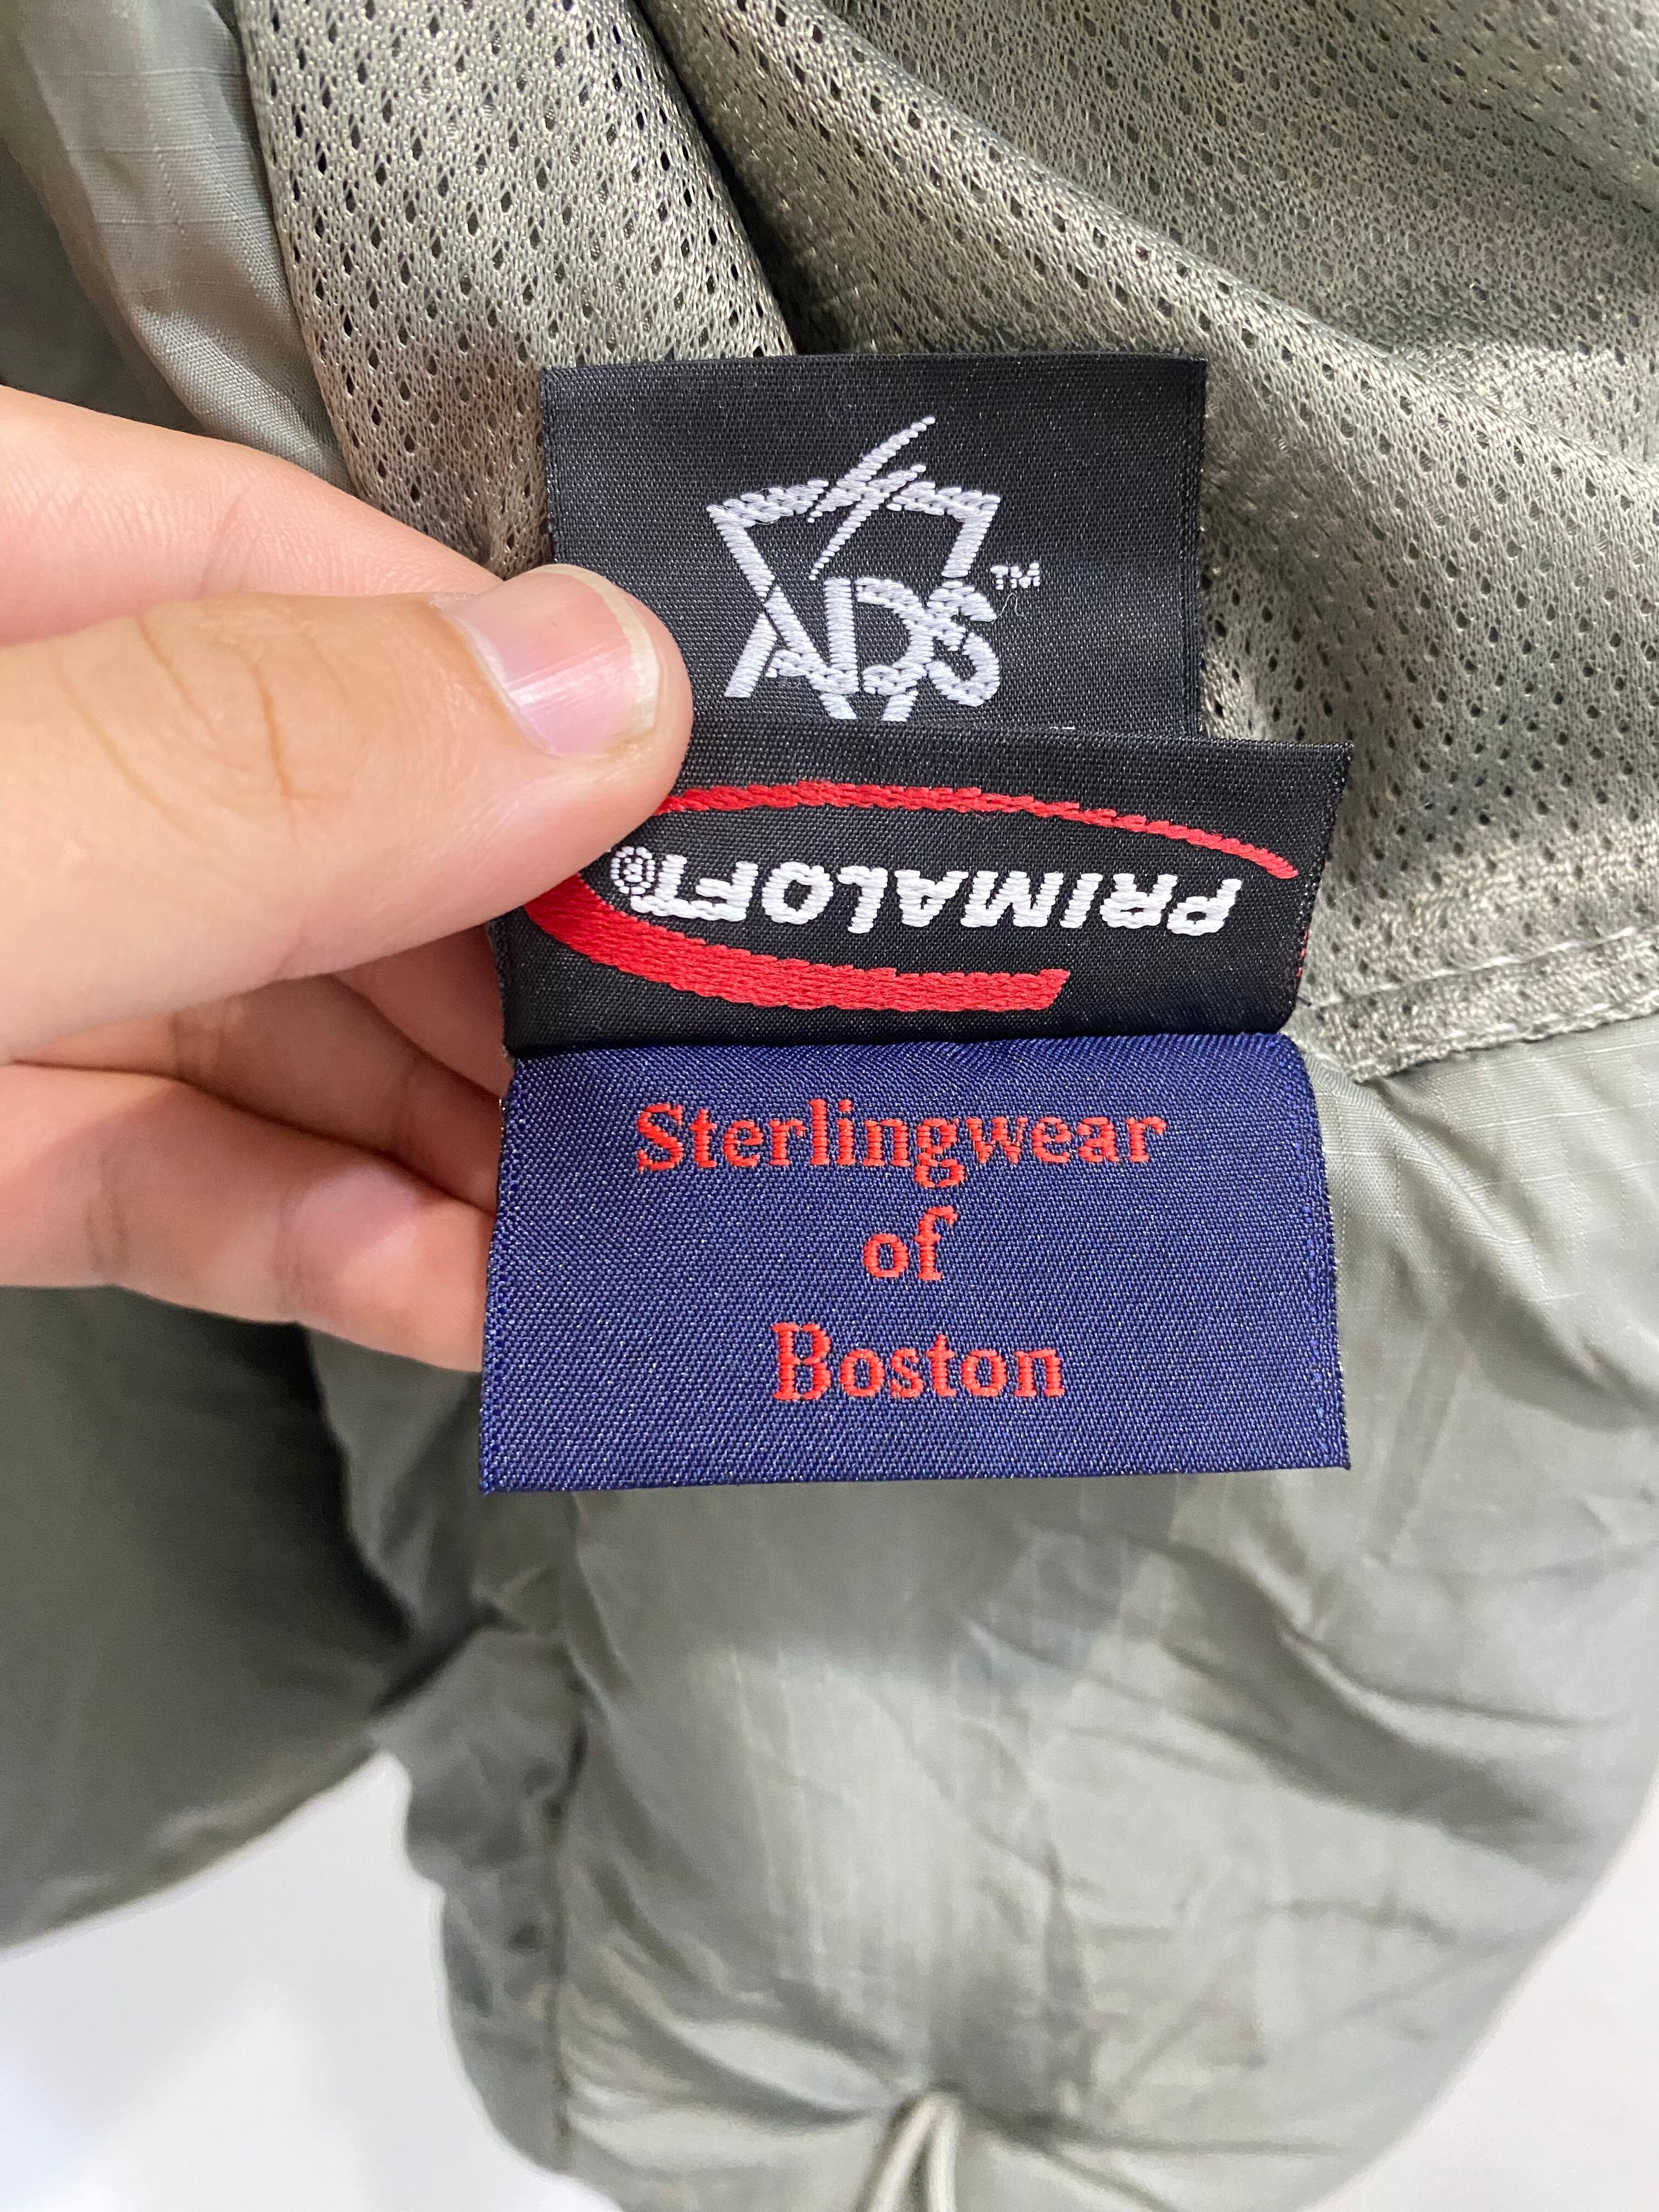 ADS™
PRIMALOFT®
Sterlingwear
of
Boston